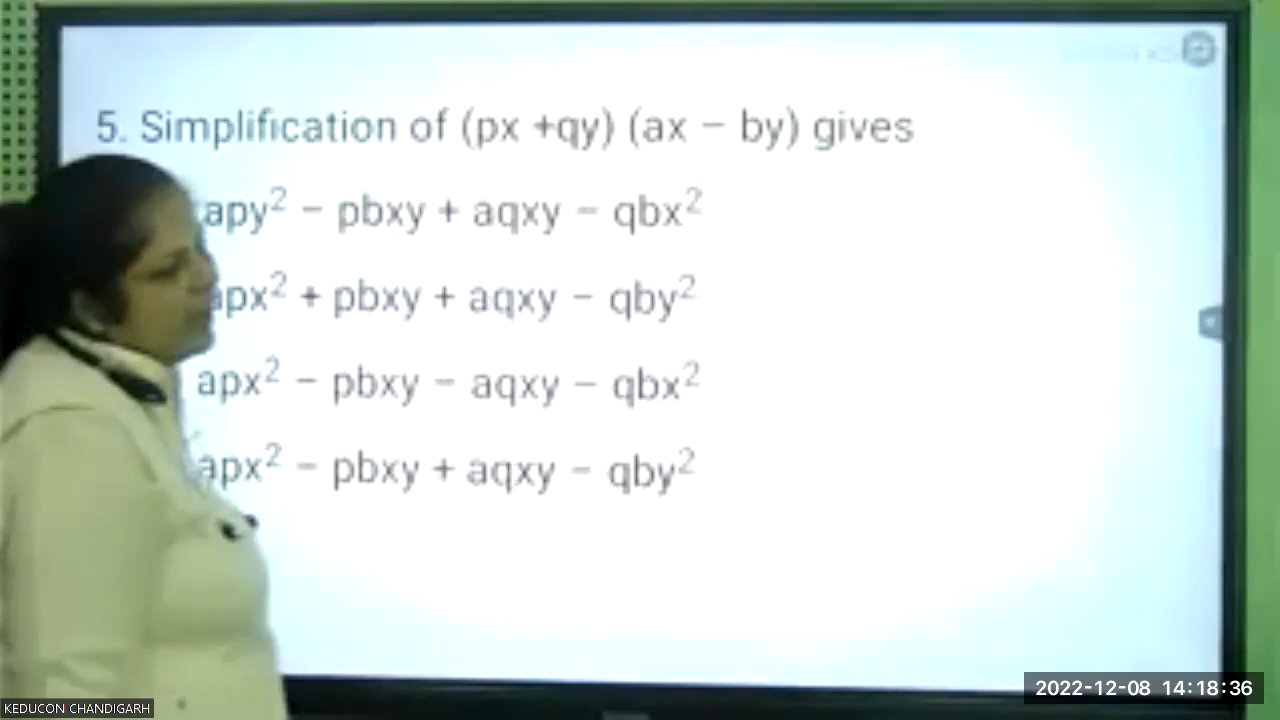 5. Simplification of (px +qy) (ax – by) gives
apy² – pbxy + aqxy – qbx²
apx² + pbxy + aqxy – qby²
apx² – pbxy – aqxy – qbx²
apx² – pbxy + aqxy – qby²
2022-12-08 14:18:36
KEDUCON CHANDIGARH